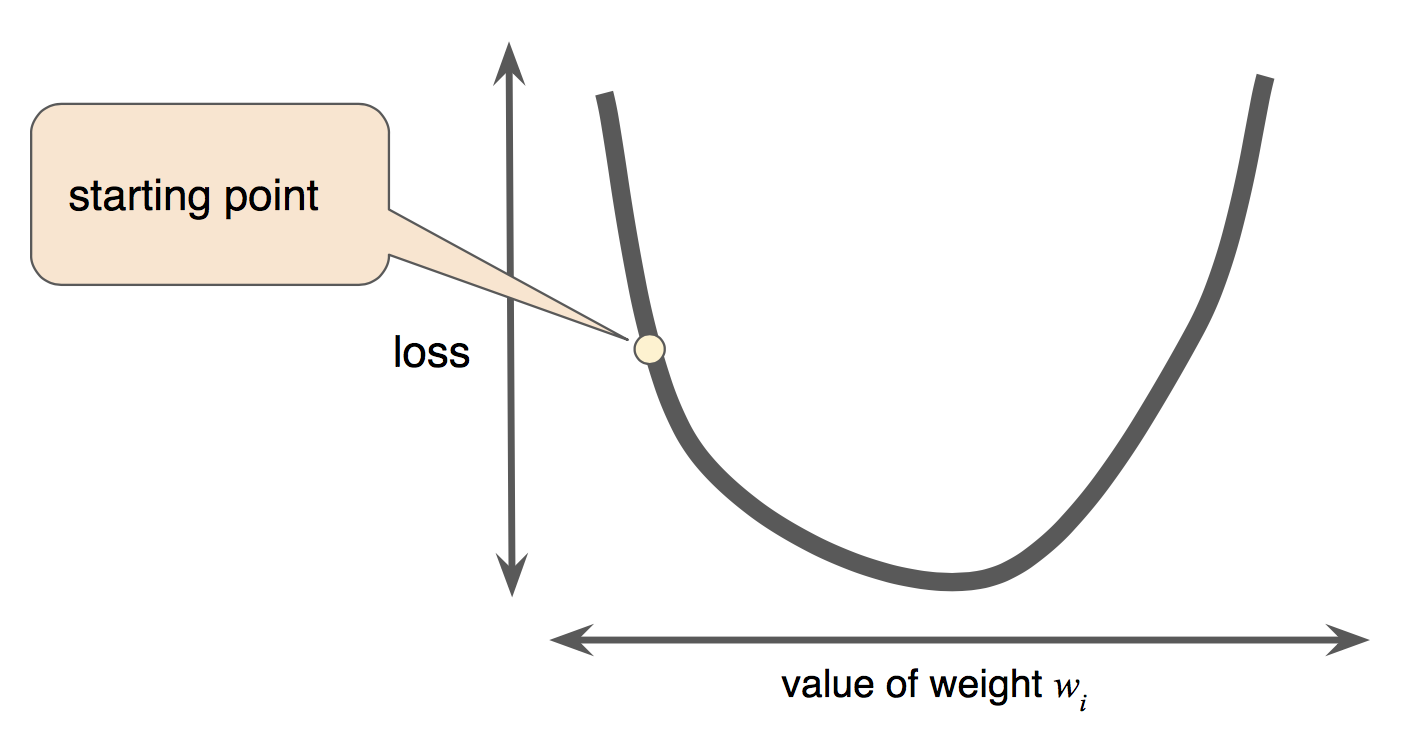 starting point
loss
value of weight wᵢ